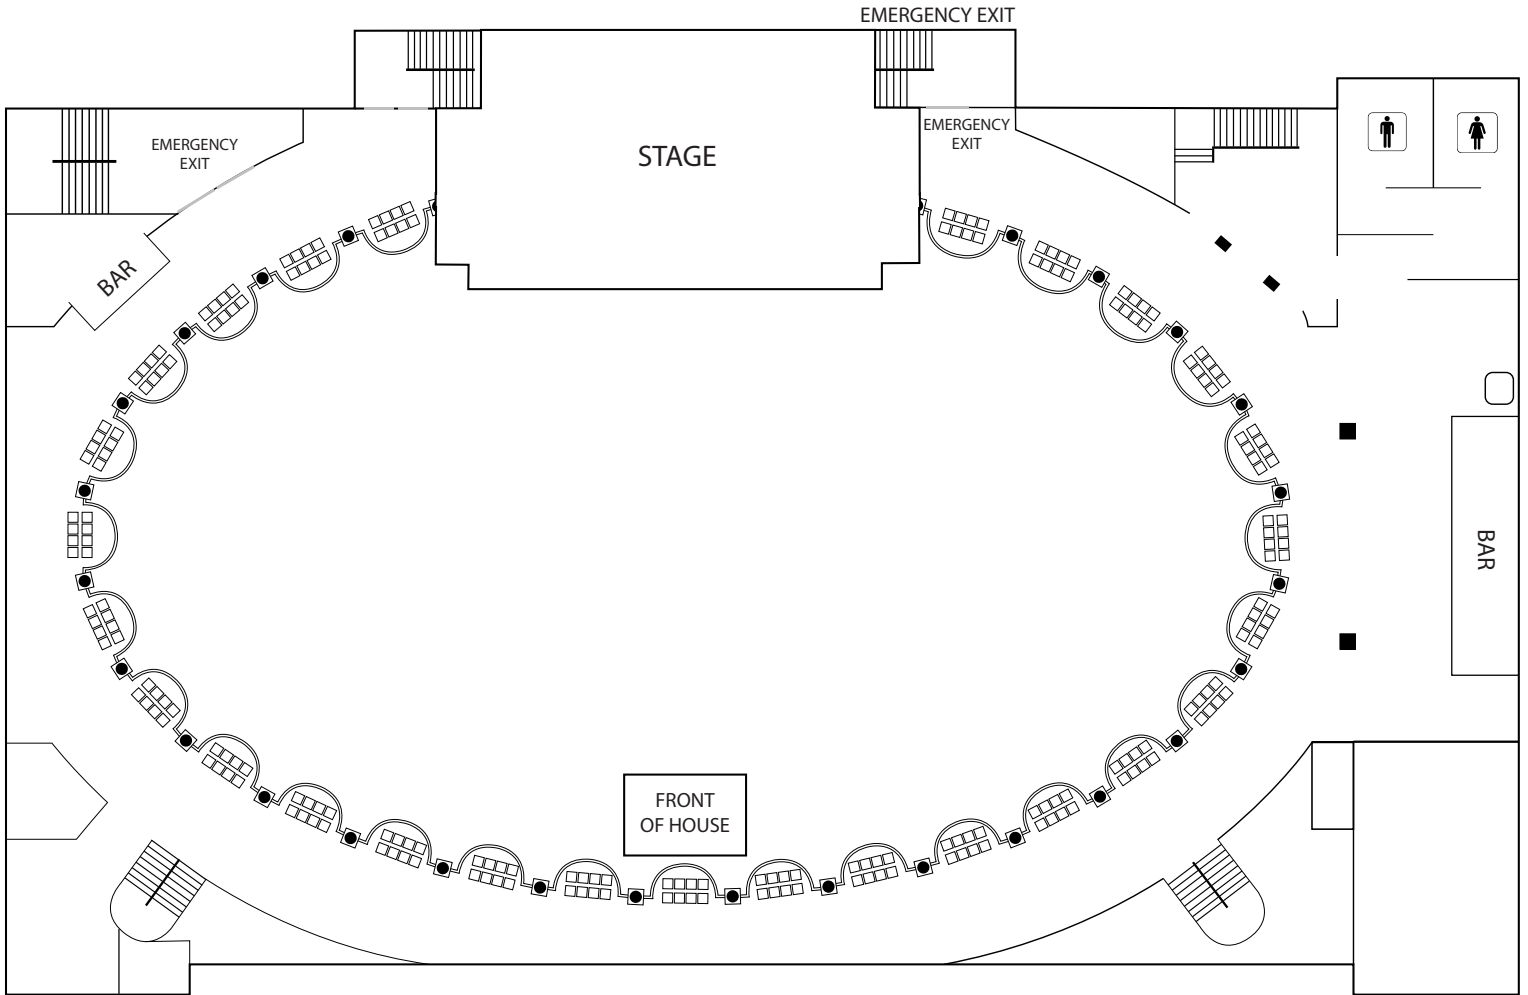 EMERGENCY EXIT
EMERGENCY
EXIT
STAGE
EMERGENCY
EXIT
BAR
BAR
FRONT
OF HOUSE